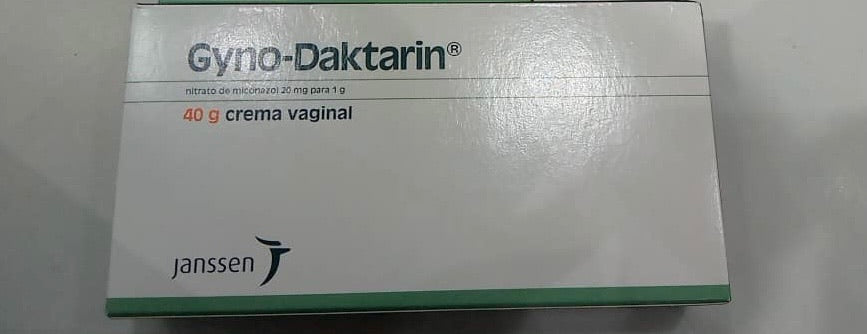 Gyno-Daktarin®
nitrato de miconazol 20 mg para 1 g
40 g crema vaginal
janssen